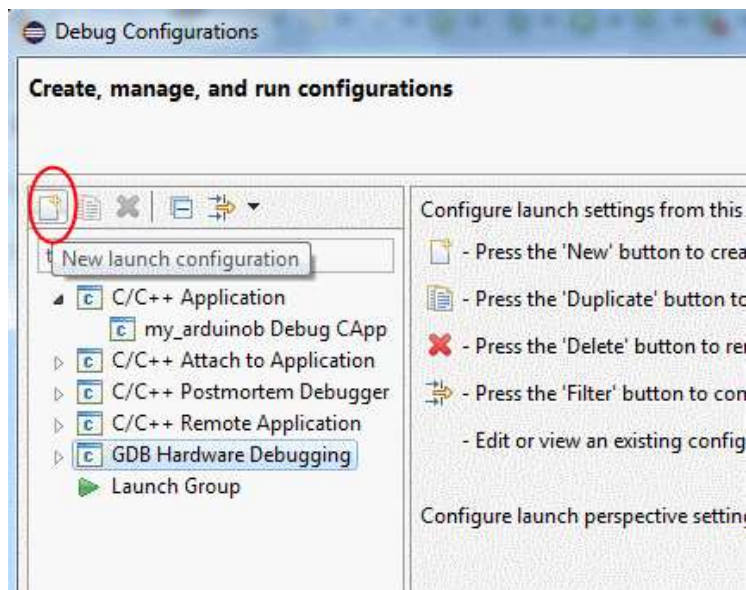 Debug Configurations
Create, manage, and run configurations
Configure launch settings from this
New launch configuration
- Press the 'New' button to crea
C/C++ Application
- Press the 'Duplicate' button to
my_arduinob Debug CApp
- Press the 'Delete' button to re
C/C++ Attach to Application
C/C++ Postmortem Debugger
- Press the 'Filter' button to con
C/C++ Remote Application
- Edit or view an existing config
GDB Hardware Debugging
Launch Group
Configure launch perspective setting